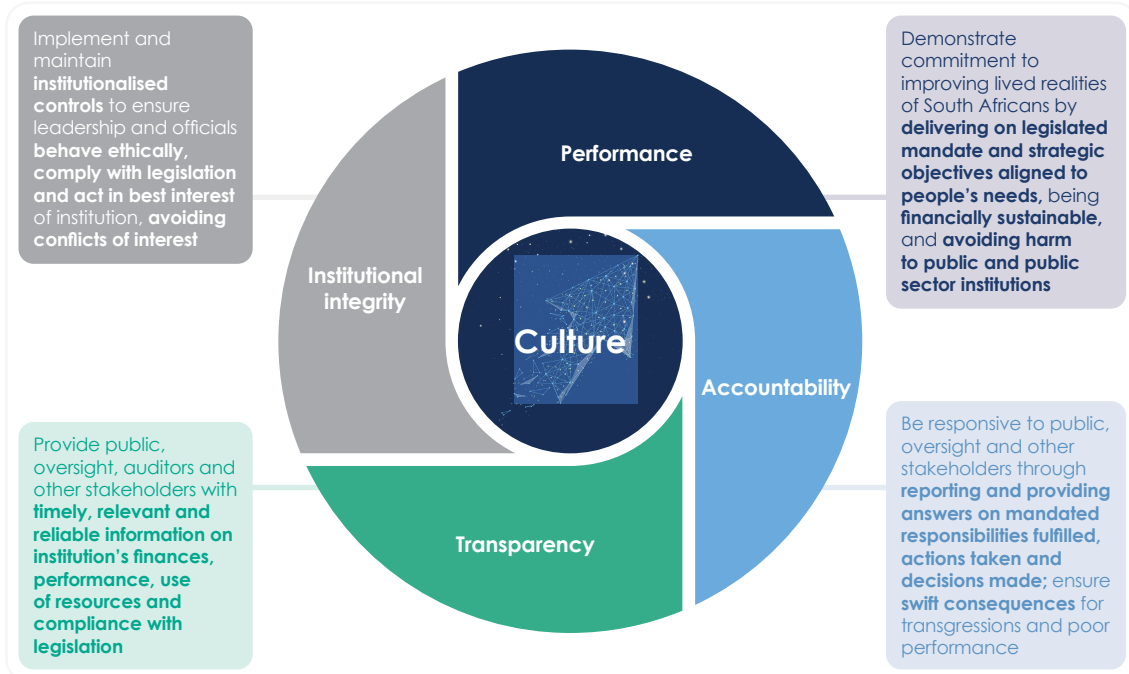 Implement and
maintain
institutionalised
controls to ensure
leadership and officials
behave ethically,
comply with legislation
and act in best interest
of institution, avoiding
conflicts of interest
Performance
Demonstrate
commitment to
improving lived realities
of South Africans by
delivering on legislated
mandate and strategic
objectives aligned to
people's needs, being
financially sustainable,
and avoiding harm
to public and public
sector institutions
Institutional
integrity
Culture
Accountability
Provide public,
oversight, auditors and
other stakeholders with
timely, relevant and
reliable information on
institution's finances,
performance, use
of resources and
compliance with
legislation
Transparency
Be responsive to public,
oversight and other
stakeholders through
reporting and providing
answers on mandated
responsibilities fulfilled,
actions taken and
decisions made; ensure
swift consequences for
transgressions and poor
performance